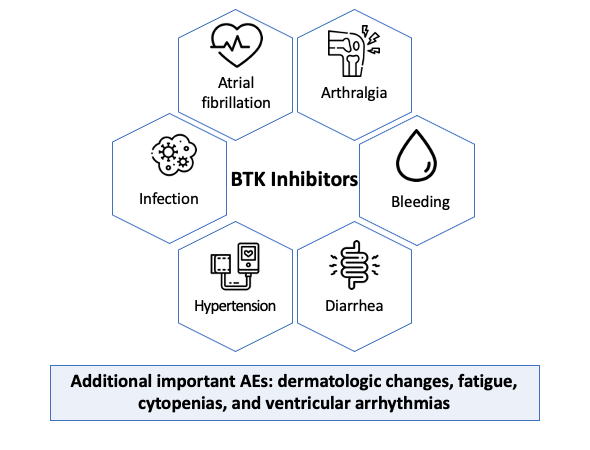 Atrial
fibrillation
Arthralgia
Infection
BTK Inhibitors
Bleeding
Hypertension
Diarrhea
Additional important AEs: dermatologic changes, fatigue,
cytopenias, and ventricular arrhythmias